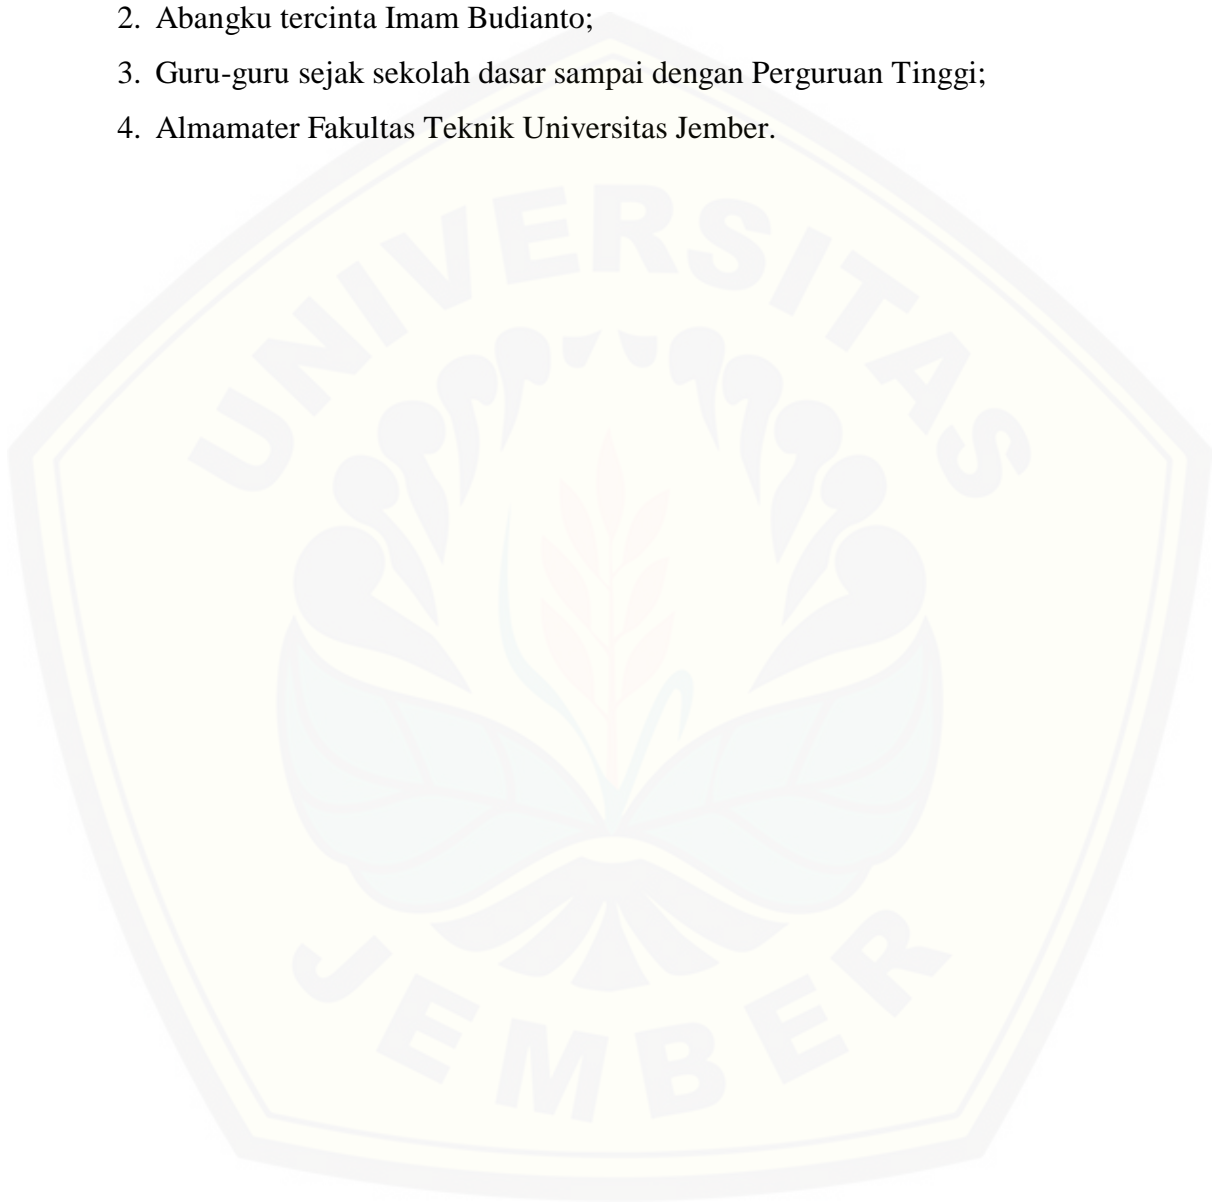 2. Abangku tercinta Imam Budianto;
3. Guru-guru sejak sekolah dasar sampai dengan Perguruan Tinggi;
4. Almamater Fakultas Teknik Universitas Jember.
UNIVERSITAS
JEMBER